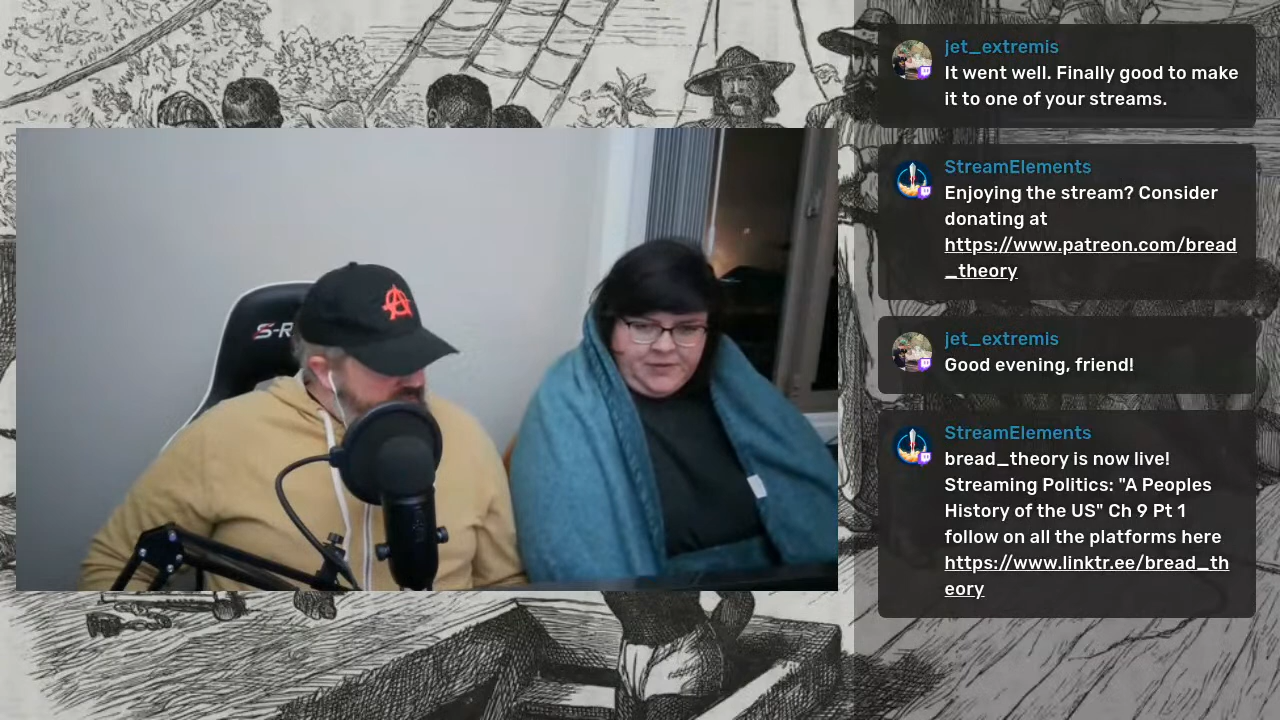 jet_extremis
It went well. Finally good to make
it to one of your streams.
StreamElements
Enjoying the stream? Consider
donating at
https://www.patreon.com/bread
_theory
jet_extremis
Good evening, friend!
StreamElements
bread_theory is now live!
Streaming Politics: "A Peoples
History of the US" Ch 9 Pt 1
follow on all the platforms here
https://www.linktr.ee/bread_th
eory
S-R